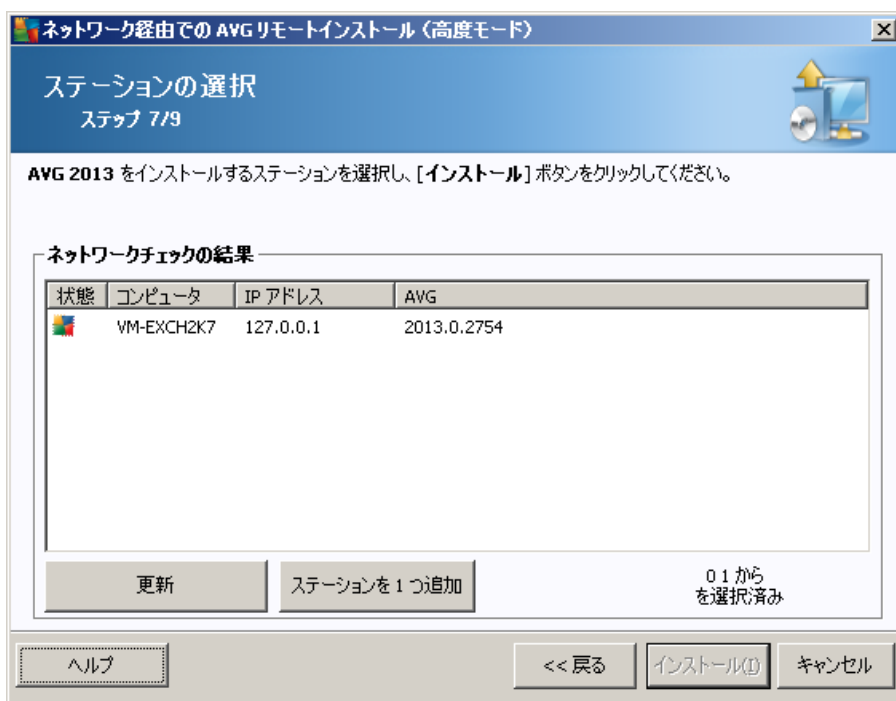 ネットワーク経由での AVG リモートインストール (高度モード)
ステーションの選択
ステップ 7/9
AVG 2013 をインストールするステーションを選択し、[インストール] ボタンをクリックしてください。
ネットワークチェックの結果
状態 コンピュータ IP アドレス AVG
VM-EXCH2K7 127.0.0.1 2013.0.2754
更新 ステーションを 1 つ追加
0 1 から
を選択済み
ヘルプ << 戻る インストール(I) キャンセル